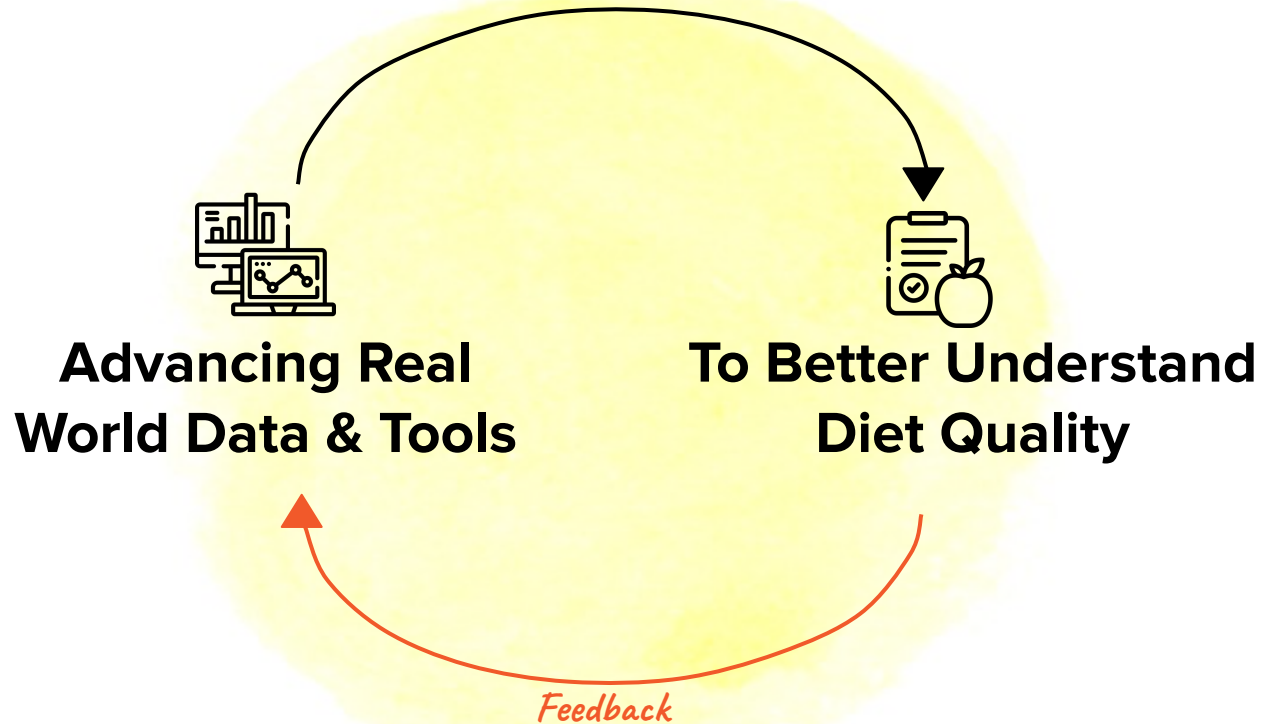 Advancing Real
World Data & Tools
To Better Understand
Diet Quality
Feedback